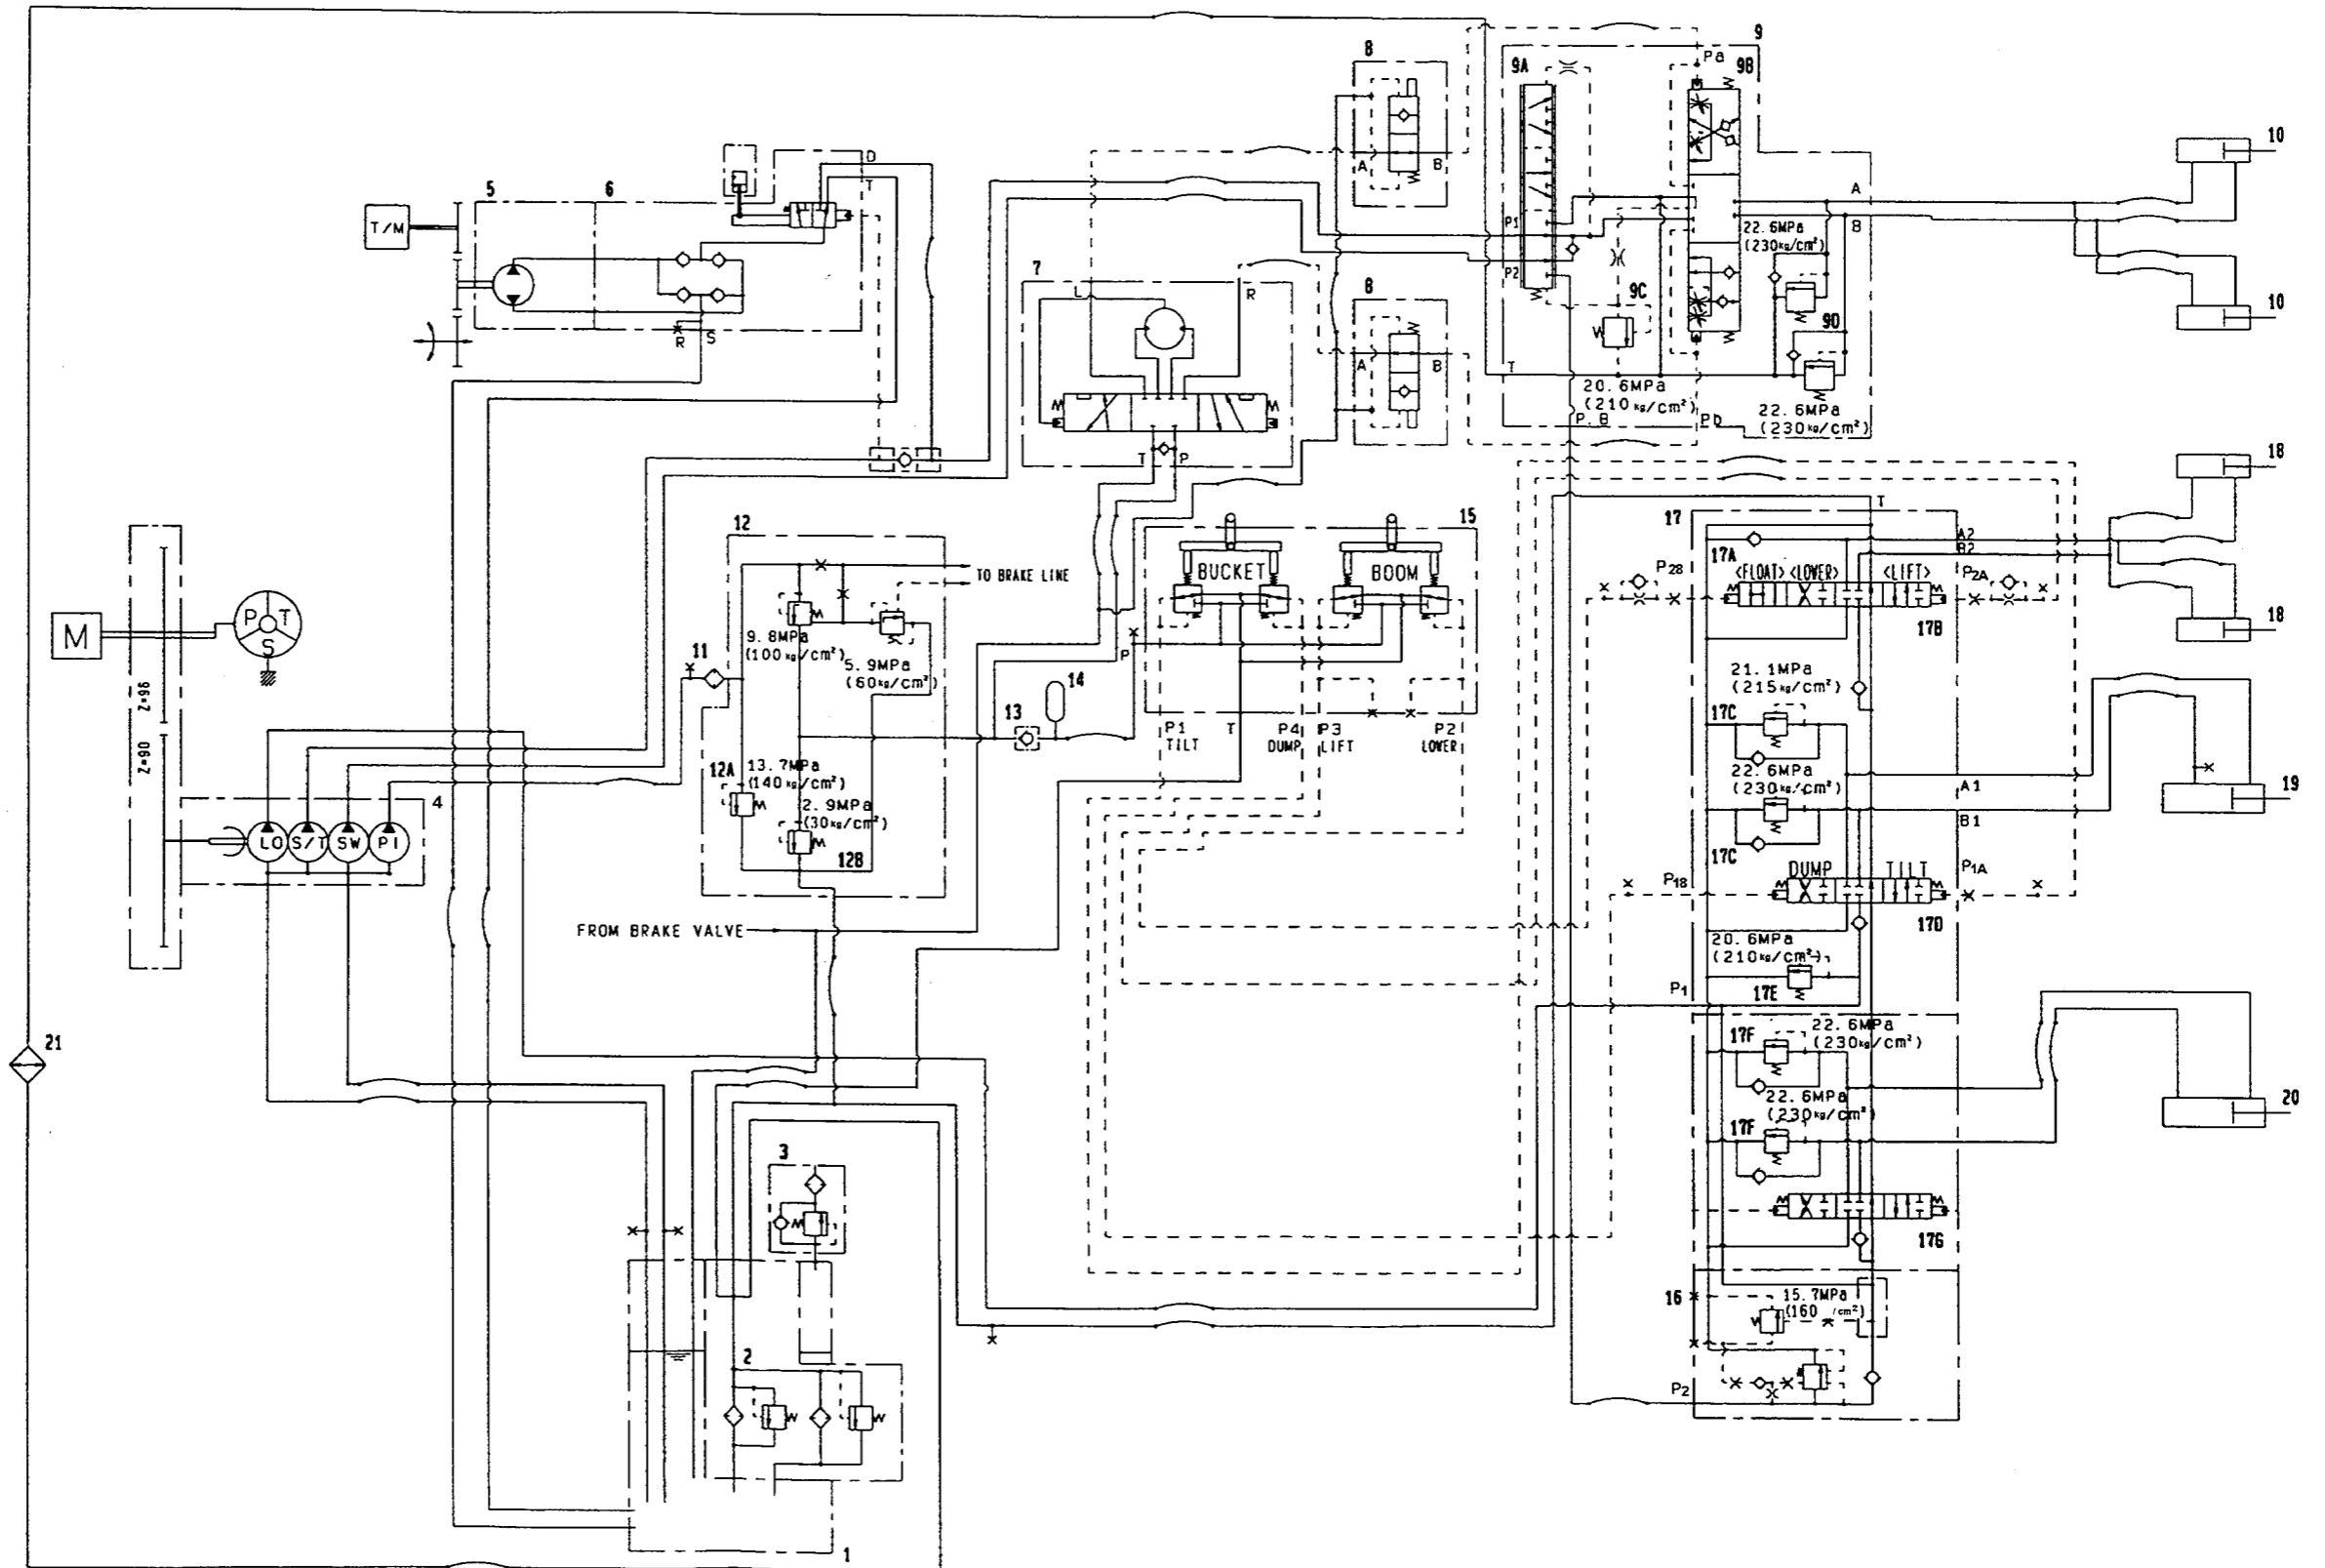 8
9
Pa
9A
9B
10
D
T
5
6
T/M
A
B
A
B
P1
22.6MPa
(230kg/cm²)
P2
7
L
R
8
9C
9D
10
R
S
A
B
T
20.6MPa
(210kg/cm²)
22.6MPa
(230kg/cm²)
P.B
Pb
T
P
18
T
12
15
17
A2
B2
17A
TO BRAKE LINE
BUCKET
BOOM
P2B
<FLOAT>
<LOWER>
<LIFT>
P2A
M
P
T
S
9.8MPa
(100kg/cm²)
17B
18
11
5.9MPa
(60kg/cm²)
P
14
21.1MPa
(215kg/cm²)
Z=96
13
P1
TILT
T
P4
DUMP
P3
LIFT
P2
LOWER
17C
Z=90
12A
13.7MPa
(140kg/cm²)
22.6MPa
(230kg/cm²)
A1
19
4
2.9MPa
(30kg/cm²)
B1
LO
S/T
SW
PI
12B
17C
DUMP
TILT
P1B
P1A
FROM BRAKE VALVE
17D
20.6MPa
(210kg/cm²)
P1
17E
21
17F
22.6MPa
(230kg/cm²)
22.6MPa
(230kg/cm²)
20
3
17F
17G
16
15.7MPa
(160 /cm²)
2
P2
1